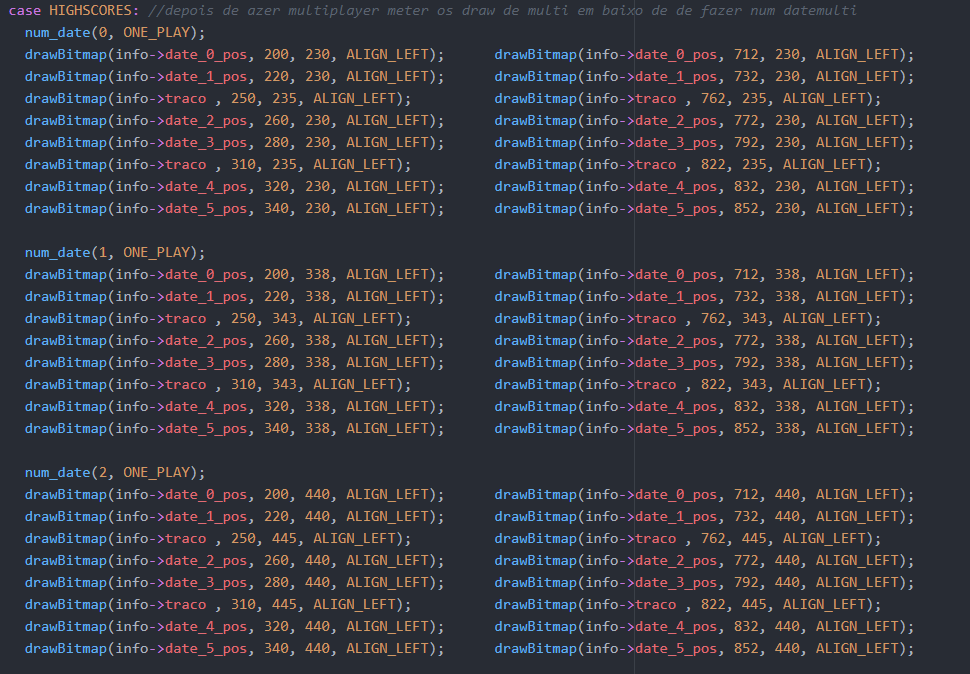 case HIGHSCORES: //depois de azer multiplayer meter os draw de multi em baixo de de fazer num datemulti
num_date(0, ONE_PLAY);
drawBitmap(info->date_0_pos, 200, 230, ALIGN_LEFT);      drawBitmap(info->date_0_pos, 712, 230, ALIGN_LEFT);
drawBitmap(info->date_1_pos, 220, 230, ALIGN_LEFT);      drawBitmap(info->date_1_pos, 732, 230, ALIGN_LEFT);
drawBitmap(info->traco , 250, 235, ALIGN_LEFT);          drawBitmap(info->traco , 762, 235, ALIGN_LEFT);
drawBitmap(info->date_2_pos, 260, 230, ALIGN_LEFT);      drawBitmap(info->date_2_pos, 772, 230, ALIGN_LEFT);
drawBitmap(info->date_3_pos, 280, 230, ALIGN_LEFT);      drawBitmap(info->date_3_pos, 792, 230, ALIGN_LEFT);
drawBitmap(info->traco , 310, 235, ALIGN_LEFT);          drawBitmap(info->traco , 822, 235, ALIGN_LEFT);
drawBitmap(info->date_4_pos, 320, 230, ALIGN_LEFT);      drawBitmap(info->date_4_pos, 832, 230, ALIGN_LEFT);
drawBitmap(info->date_5_pos, 340, 230, ALIGN_LEFT);      drawBitmap(info->date_5_pos, 852, 230, ALIGN_LEFT);
num_date(1, ONE_PLAY);
drawBitmap(info->date_0_pos, 200, 338, ALIGN_LEFT);      drawBitmap(info->date_0_pos, 712, 338, ALIGN_LEFT);
drawBitmap(info->date_1_pos, 220, 338, ALIGN_LEFT);      drawBitmap(info->date_1_pos, 732, 338, ALIGN_LEFT);
drawBitmap(info->traco , 250, 343, ALIGN_LEFT);          drawBitmap(info->traco , 762, 343, ALIGN_LEFT);
drawBitmap(info->date_2_pos, 260, 338, ALIGN_LEFT);      drawBitmap(info->date_2_pos, 772, 338, ALIGN_LEFT);
drawBitmap(info->date_3_pos, 280, 338, ALIGN_LEFT);      drawBitmap(info->date_3_pos, 792, 338, ALIGN_LEFT);
drawBitmap(info->traco , 310, 343, ALIGN_LEFT);          drawBitmap(info->traco , 822, 343, ALIGN_LEFT);
drawBitmap(info->date_4_pos, 320, 338, ALIGN_LEFT);      drawBitmap(info->date_4_pos, 832, 338, ALIGN_LEFT);
drawBitmap(info->date_5_pos, 340, 338, ALIGN_LEFT);      drawBitmap(info->date_5_pos, 852, 338, ALIGN_LEFT);
num_date(2, ONE_PLAY);
drawBitmap(info->date_0_pos, 200, 440, ALIGN_LEFT);      drawBitmap(info->date_0_pos, 712, 440, ALIGN_LEFT);
drawBitmap(info->date_1_pos, 220, 440, ALIGN_LEFT);      drawBitmap(info->date_1_pos, 732, 440, ALIGN_LEFT);
drawBitmap(info->traco , 250, 445, ALIGN_LEFT);          drawBitmap(info->traco , 762, 445, ALIGN_LEFT);
drawBitmap(info->date_2_pos, 260, 440, ALIGN_LEFT);      drawBitmap(info->date_2_pos, 772, 440, ALIGN_LEFT);
drawBitmap(info->date_3_pos, 280, 440, ALIGN_LEFT);      drawBitmap(info->date_3_pos, 792, 440, ALIGN_LEFT);
drawBitmap(info->traco , 310, 445, ALIGN_LEFT);          drawBitmap(info->traco , 822, 445, ALIGN_LEFT);
drawBitmap(info->date_4_pos, 320, 440, ALIGN_LEFT);      drawBitmap(info->date_4_pos, 832, 440, ALIGN_LEFT);
drawBitmap(info->date_5_pos, 340, 440, ALIGN_LEFT);      drawBitmap(info->date_5_pos, 852, 440, ALIGN_LEFT);